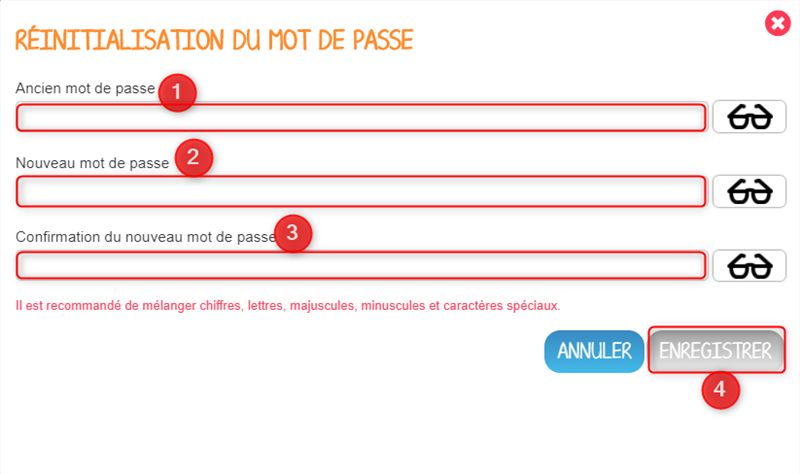 RÉINITIALISATION DU MOT DE PASSE
Ancien mot de passe 1
Nouveau mot de passe 2
Confirmation du nouveau mot de passe 3
Il est recommandé de mélanger chiffres, lettres, majuscules, minuscules et caractères spéciaux.
ANNULER ENREGISTRER
4